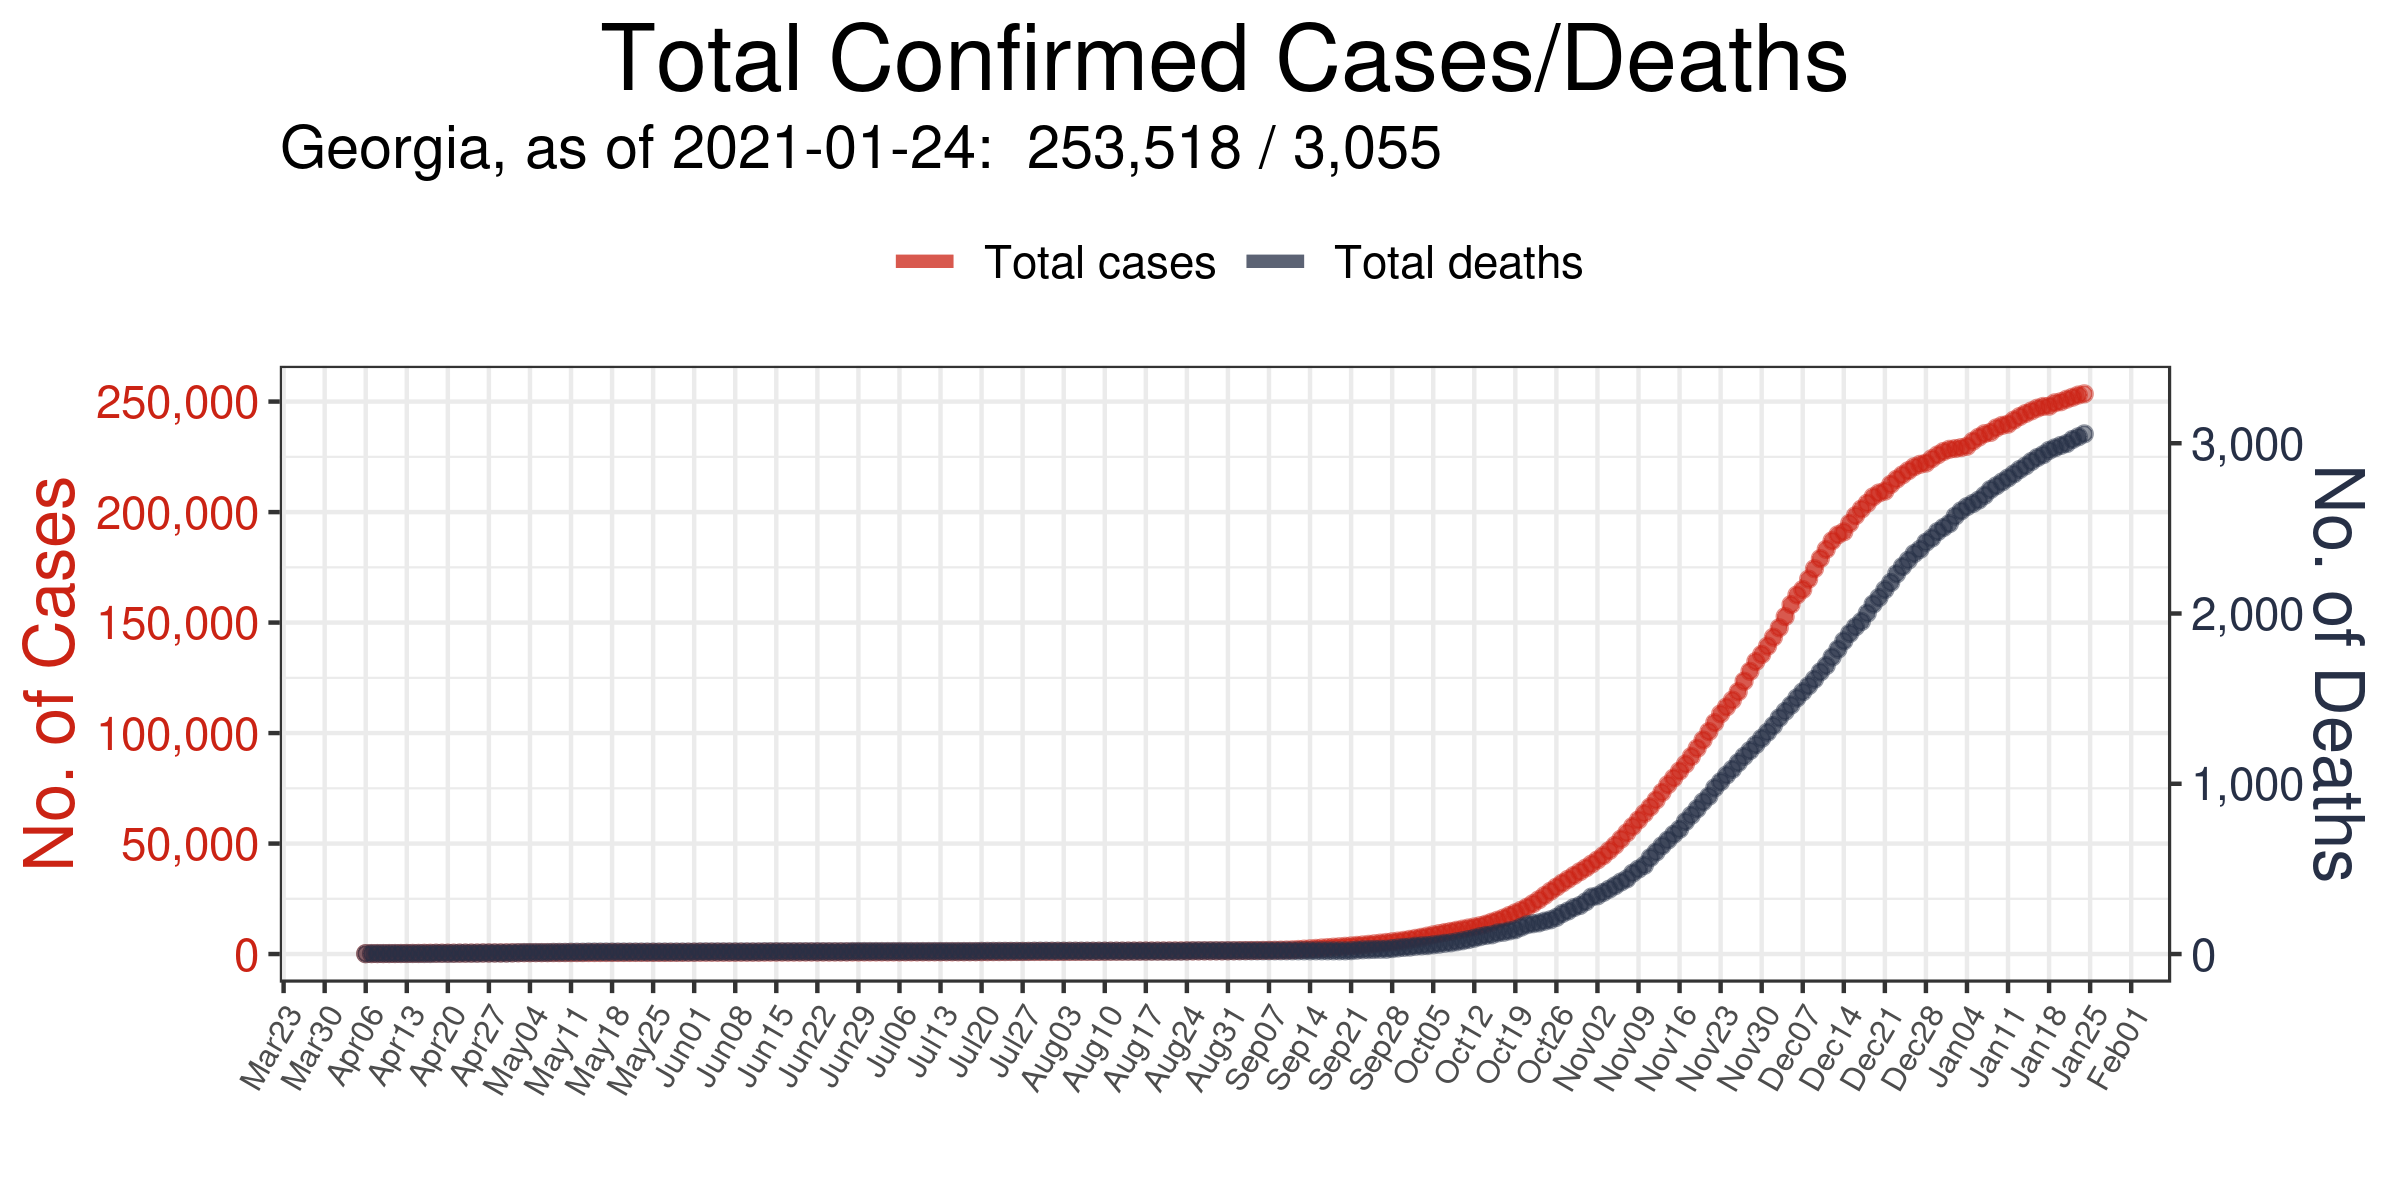 Total Confirmed Cases/Deaths
Georgia, as of 2021-01-24:  253,518 / 3,055
Total cases
Total deaths
No. of Cases
250,000
200,000
150,000
100,000
50,000
0
3,000
2,000
1,000
0
No. of Deaths
Mar23
Mar30
Apr06
Apr13
Apr20
Apr27
May04
May11
May18
May25
Jun01
Jun08
Jun15
Jun22
Jun29
Jul06
Jul13
Jul20
Jul27
Aug03
Aug10
Aug17
Aug24
Aug31
Sep07
Sep14
Sep21
Sep28
Oct05
Oct12
Oct19
Oct26
Nov02
Nov09
Nov16
Nov23
Nov30
Dec07
Dec14
Dec21
Dec28
Jan04
Jan11
Jan18
Jan25
Feb01